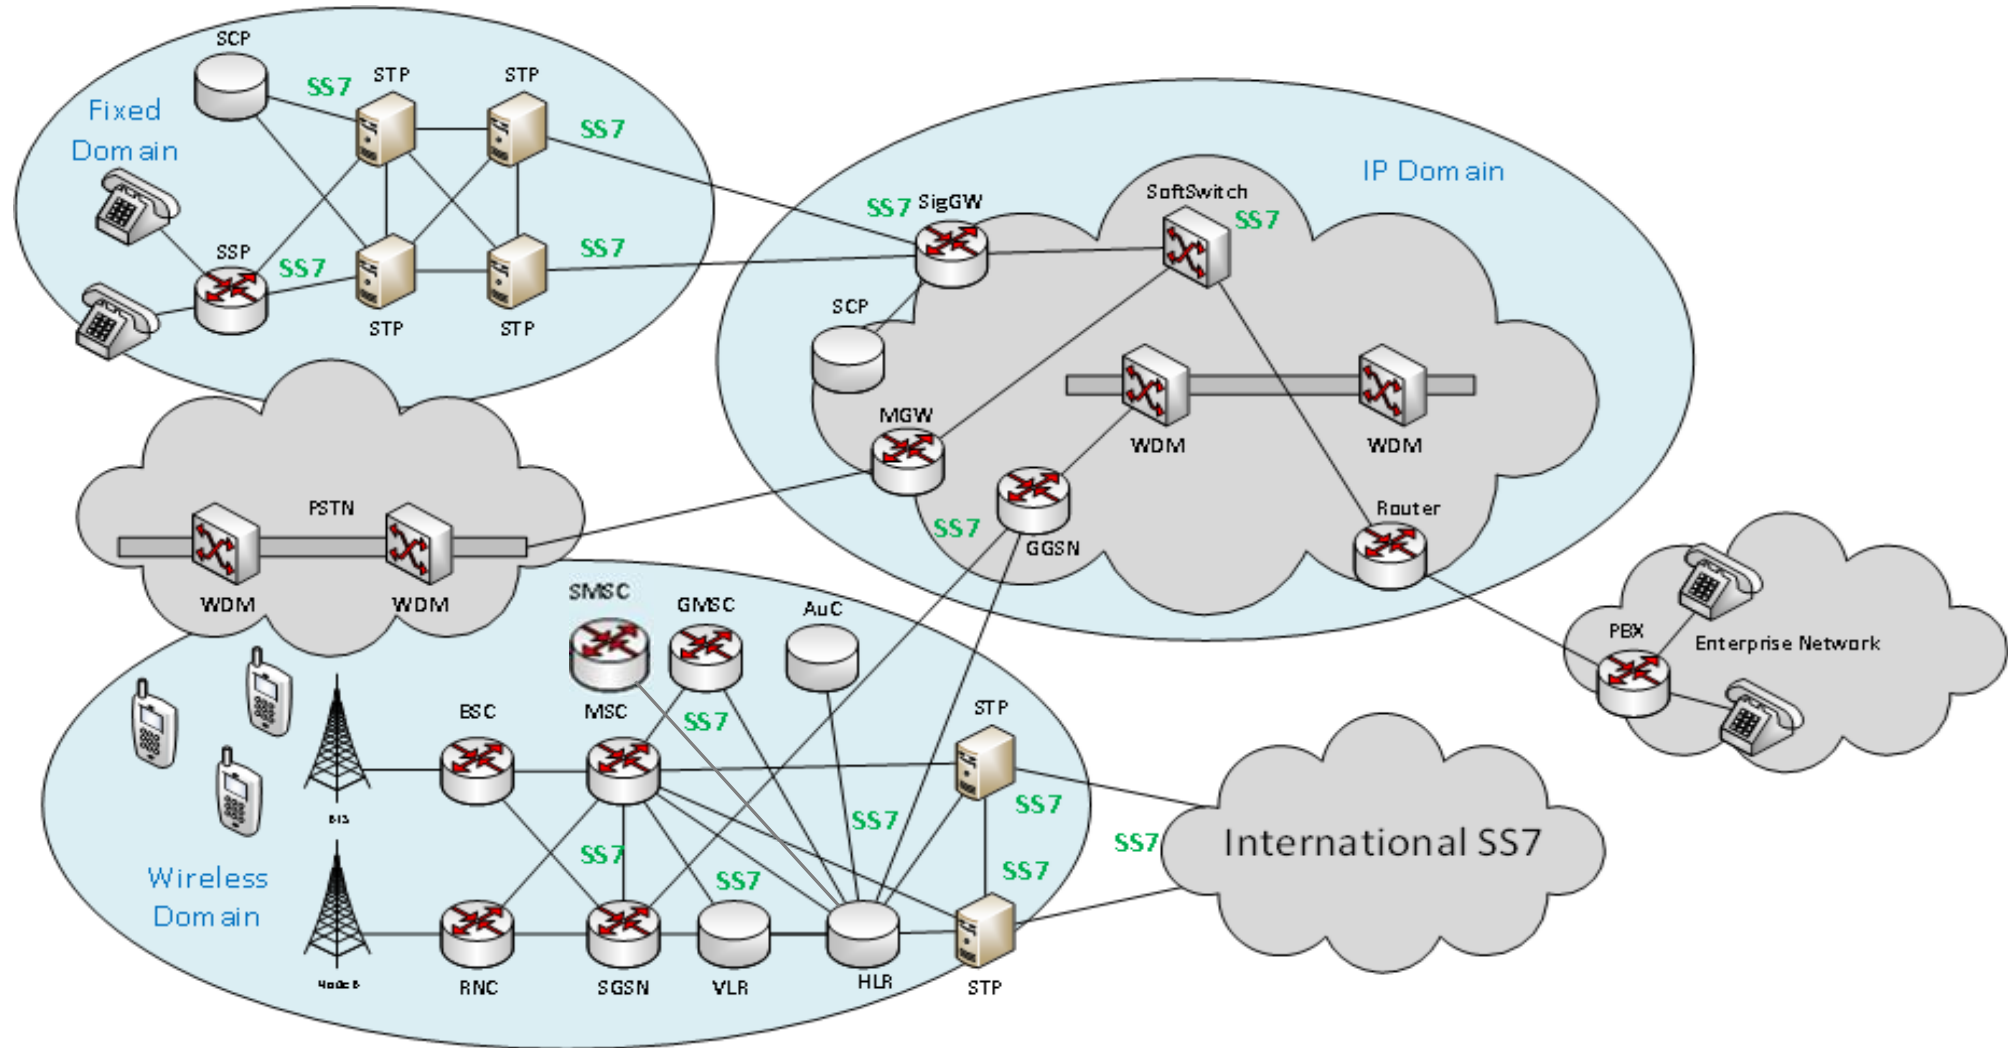 SCP
STP
STP
SS7
Fixed
Domain
SS7
SSP
SS7
SS7
STP
STP
IP Domain
SigGW
SS7
SoftSwitch
SS7
SCP
MGW
WDM
WDM
SS7
GGSN
Router
PSTN
WDM
WDM
PBX
Enterprise Network
SMSC
GMSC
AuC
BSC
MSC
SS7
STP
BTS
SS7
SS7
SS7
SS7
SS7
SS7
International SS7
Wireless
Domain
NodeB
RNC
SGSN
VLR
HLR
STP